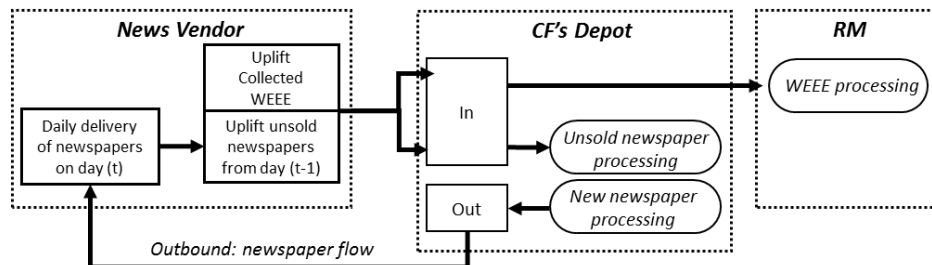 News Vendor
CF's Depot
RM
Uplift
Collected
WEEE
WEEE processing
In
Daily delivery
of newspapers
on day (t)
Uplift unsold
newspapers
from day (t-1)
Unsold newspaper
processing
Out
New newspaper
processing
Outbound: newspaper flow